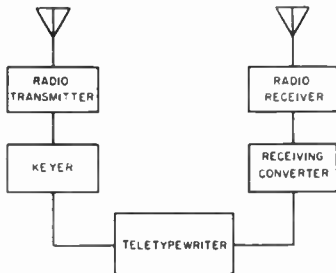 RADIO
TRANSMITTER
RADIO
RECEIVER
KEYER
RECEIVING
CONVERTER
TELETYPEWRITER